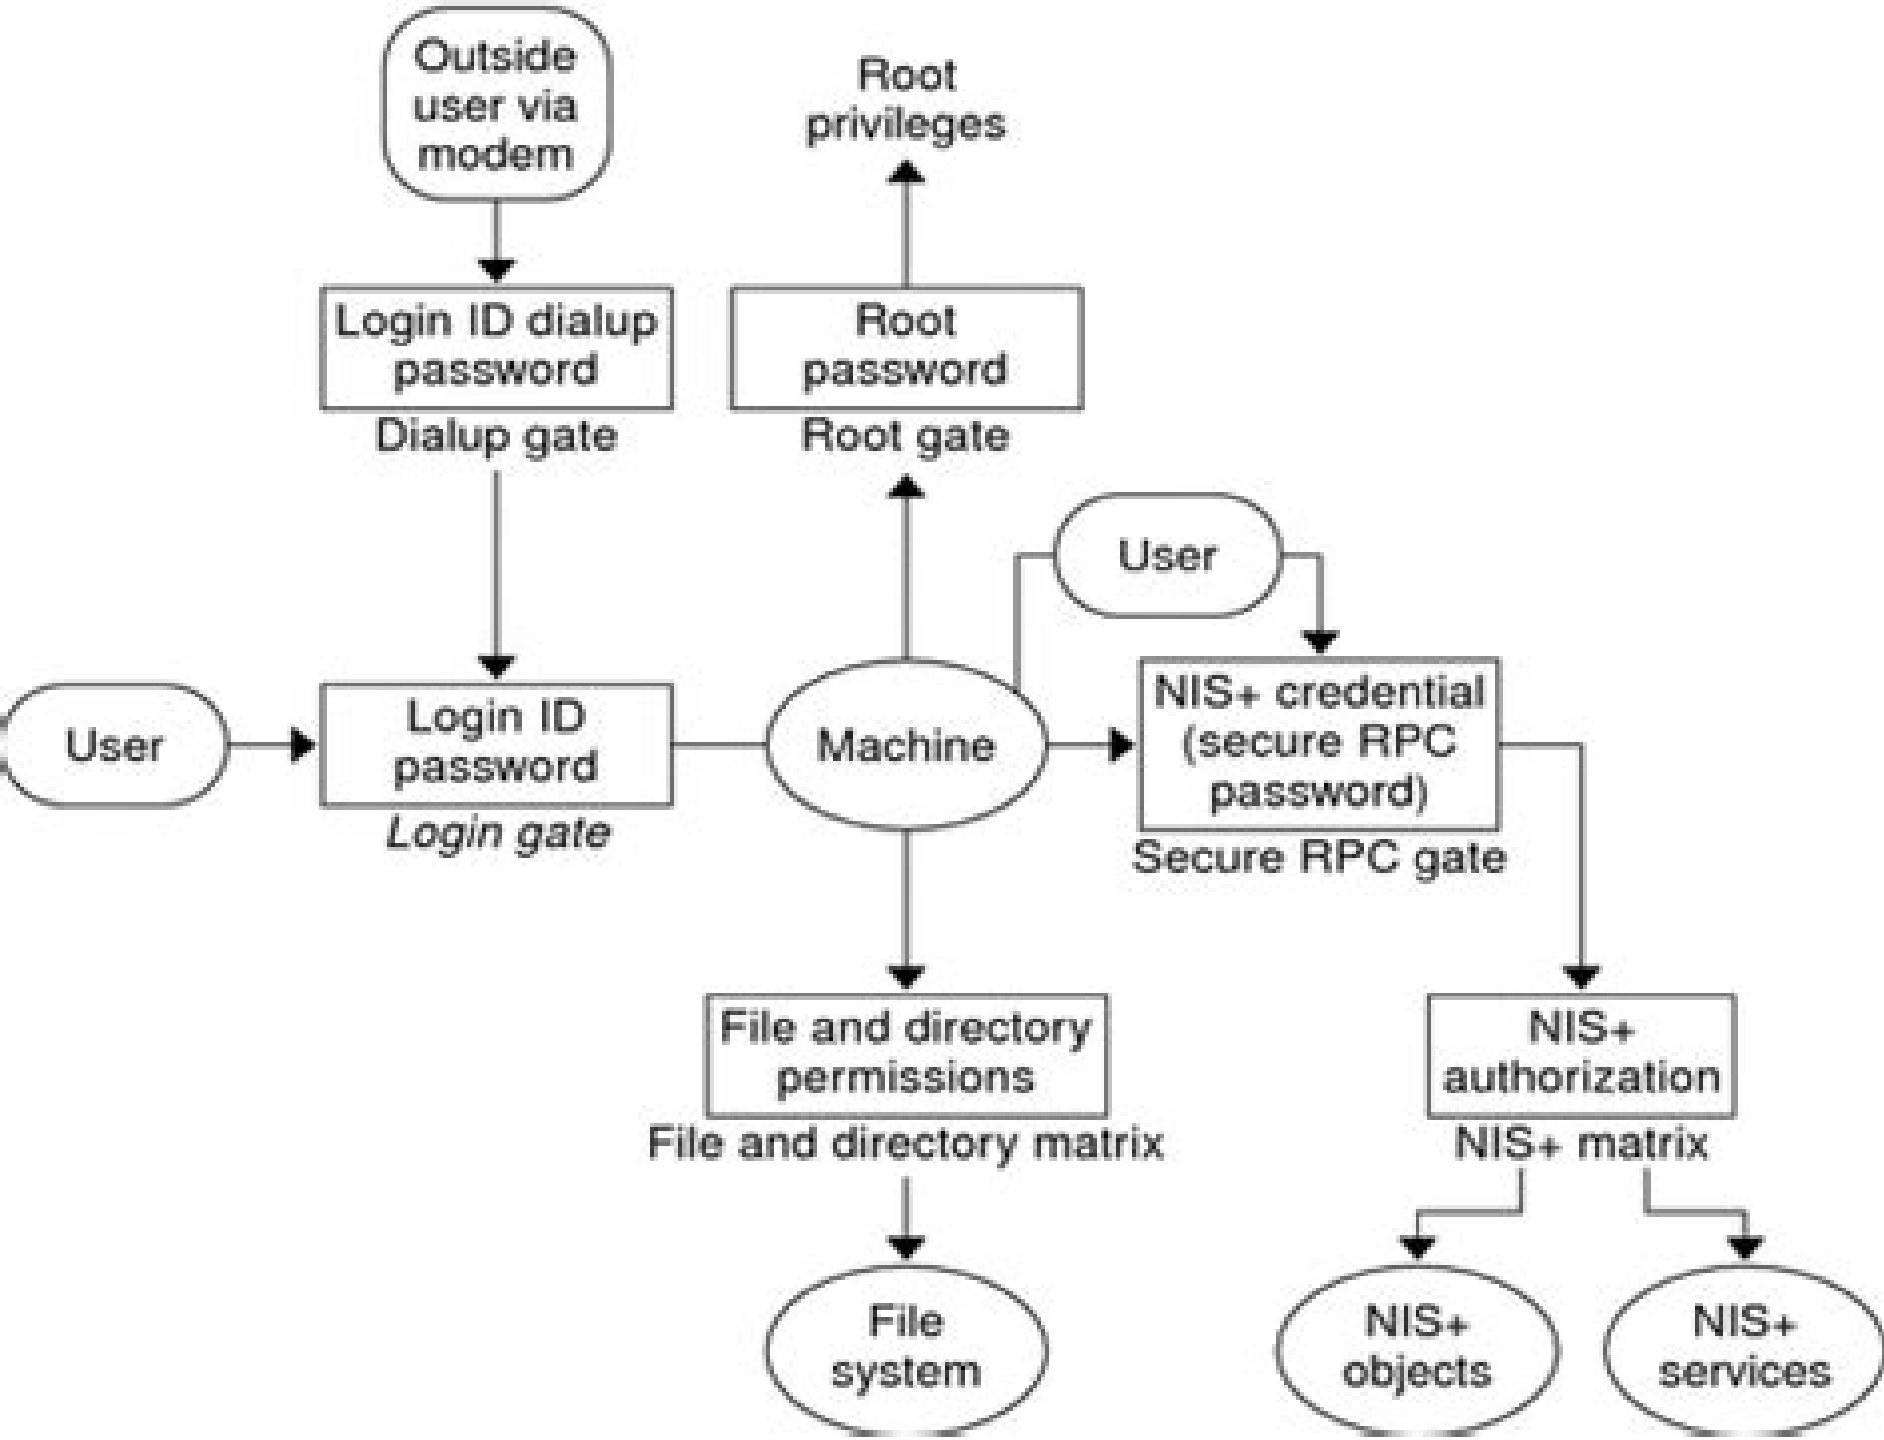 Outside
user via
modem
Root
privileges
Login ID dialup
password
Dialup gate
Root
password
Root gate
User
User
Login ID
password
Login gate
Machine
NIS+ credential
(secure RPC
password)
Secure RPC gate
File and directory
permissions
File and directory matrix
NIS+
authorization
NIS+ matrix
File
system
NIS+
objects
NIS+
services